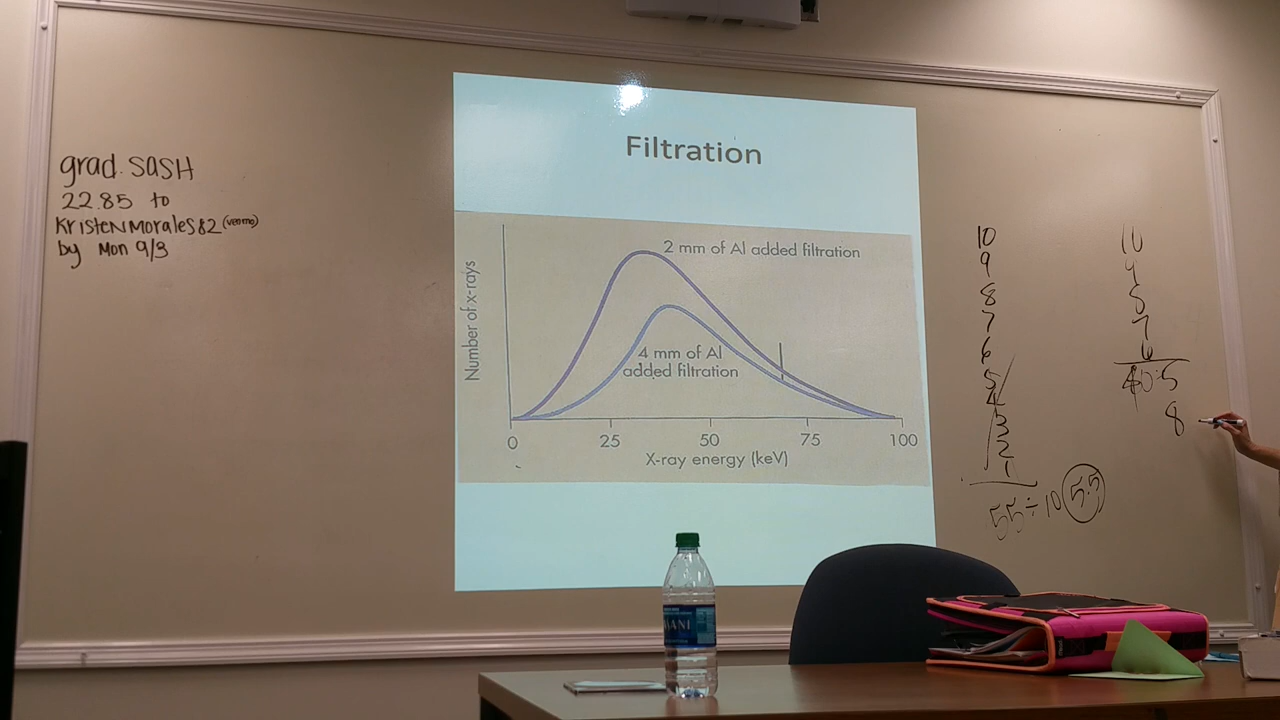 grad. SASH
22.85 to
KristenMorales82 (venmo)
by Mon 9/3
Filtration
Number of x-rays
2 mm of Al added filtration
4 mm of Al
added filtration
0 25 50 75 100
X-ray energy (keV)
10
9
8
7
6
5
4
3
2
1
55÷10 5.5
10
9
8
7
6
40÷5
8